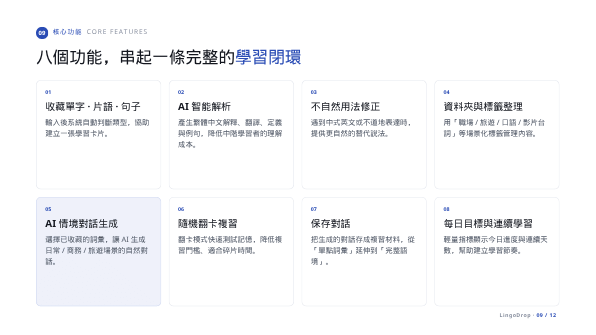 09 核心功能 CORE FEATURES
八個功能，串起一條完整的學習閉環
01
收藏單字 · 片語 · 句子
輸入後系統自動判斷類型，協助
建立一張學習卡片。
02
AI 智能解析
產生繁體中文解釋、翻譯、定義
與例句，降低中階學習者的理解
成本。
03
不自然用法修正
遇到中式英文或不道地表達時，
提供更自然的替代說法。
04
資料夾與標籤整理
用「職場 / 旅遊 / 口語 / 影片台
詞」等場景化標籤管理內容。
05
AI 情境對話生成
選擇已收藏的詞彙，讓 AI 生成
日常 / 商務 / 旅遊場景的自然對
話。
06
隨機翻卡複習
翻卡模式快速測試記憶，降低複
習門檻、適合碎片時間。
07
保存對話
把生成的對話存成複習材料，從
「單點詞彙」延伸到「完整語
境」。
08
每日目標與連續學習
輕量指標顯示今日進度與連續天
數，幫助建立學習節奏。
LingoDrop · 09 / 12